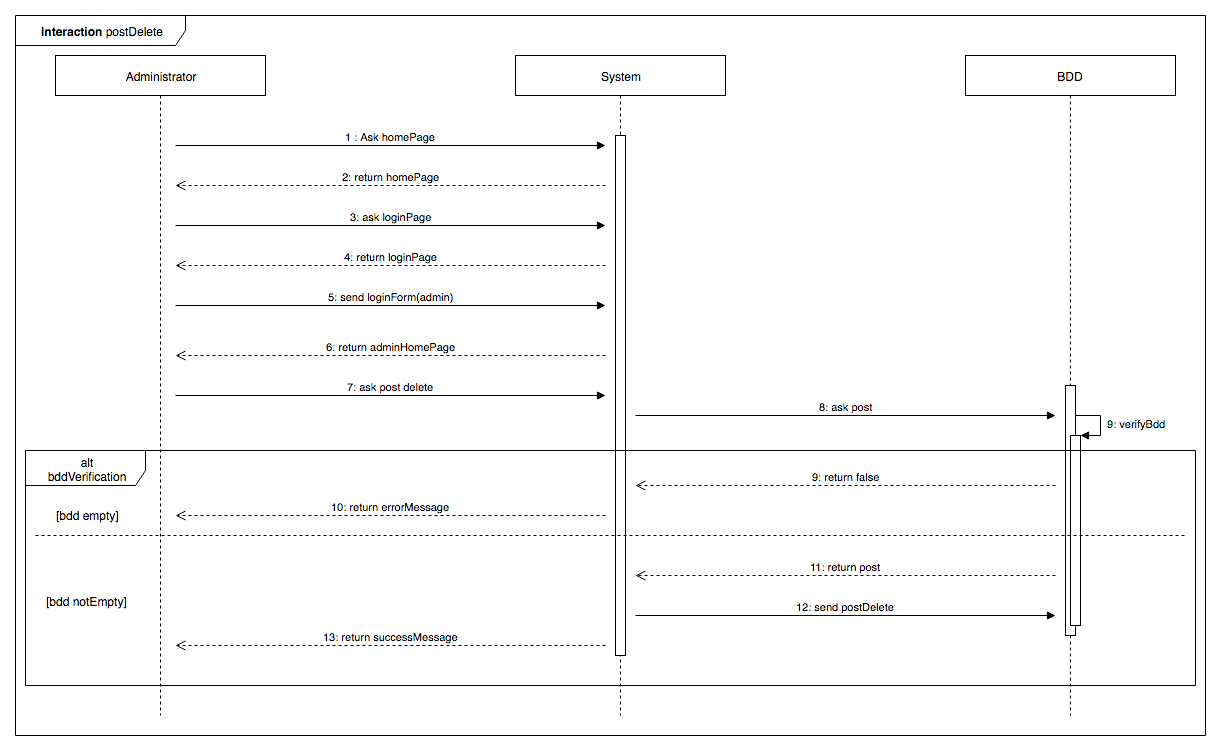 Interaction postDelete
Administrator
System
BDD
1 : Ask homePage
2: return homePage
3: ask loginPage
4: return loginPage
5: send loginForm(admin)
6: return adminHomePage
7: ask post delete
8: ask post
9: verifyBdd
alt
bddVerification
9: return false
10: return errorMessage
[bdd empty]
11: return post
[bdd notEmpty]
12: send postDelete
13: return successMessage